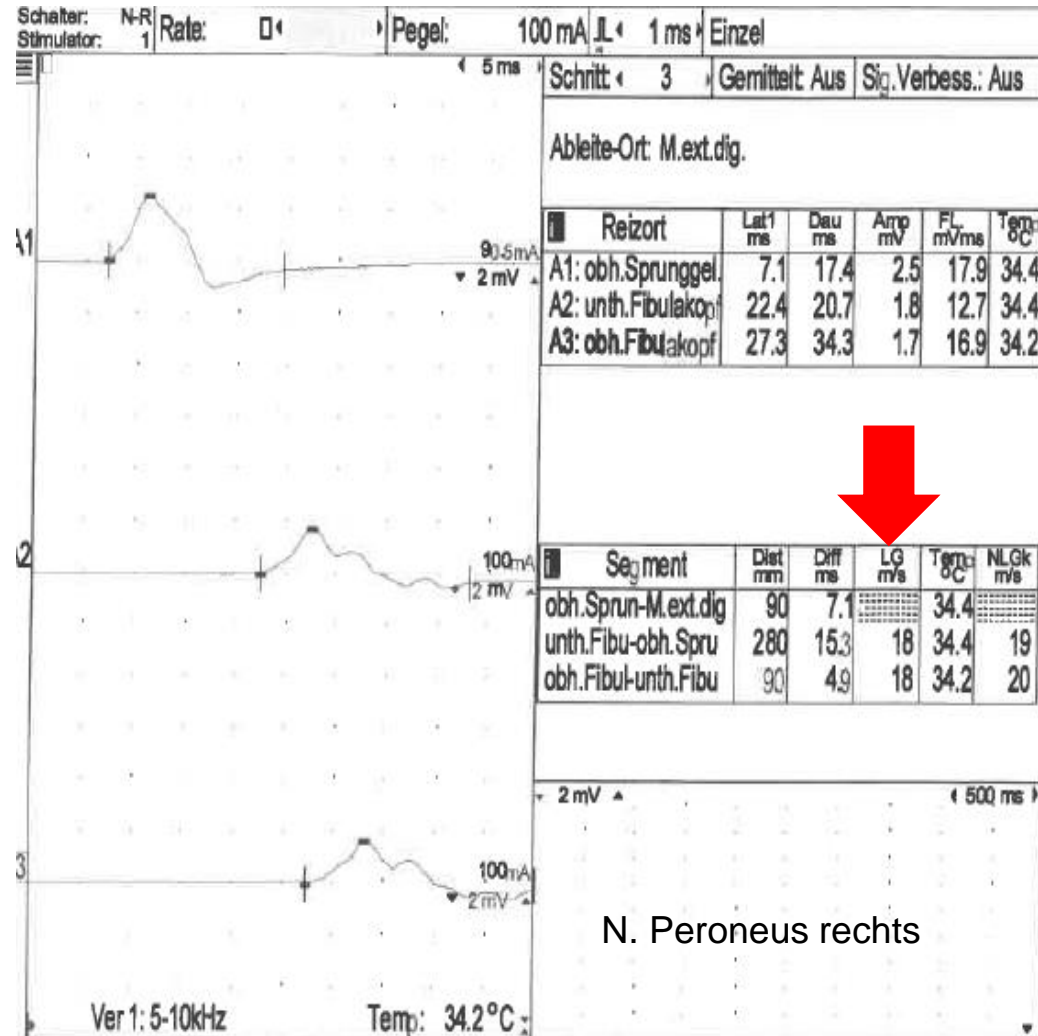 Schalter: N-R
Stimulator: 1
Rate:
Pegel: 100 mA
1 ms
Einzel
5 ms
Schritt: 3
Gemittelt: Aus
Sig.Verbess.: Aus
Ableite-Ort: M.ext.dig.
Reizort Lat1 ms Dau ms Amp mV FL. mVms Temp °C
A1: obh.Sprunggel. 7.1 17.4 2.5 17.9 34.4
A2: unth.Fibulakopf 22.4 20.7 1.8 12.7 34.4
A3: obh.Fibulakopf 27.3 34.3 1.7 16.9 34.2
A1
2 mV
A2
100mA
2 mV
3
100mA
2 mV
Segment Dist mm Diff ms LG m/s Temp °C NLGk m/s
obh.Sprun-M.ext.dig 90 7.1 34.4
unth.Fibu-obh.Spru 280 15.3 18 34.4 19
obh.Fibul-unth.Fibu 90 4.9 18 34.2 20
2 mV
500 ms
N. Peroneus rechts
Ver 1: 5-10kHz
Temp: 34.2°C